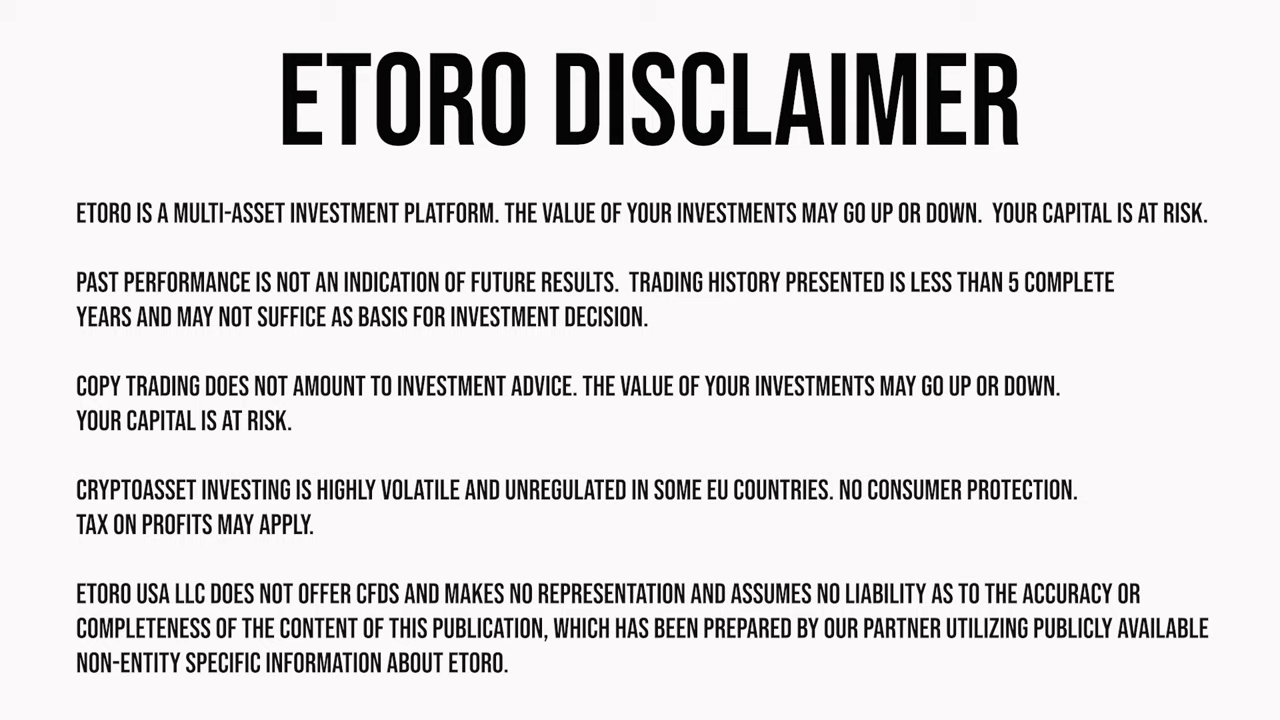 ETORO DISCLAIMER
ETORO IS A MULTI-ASSET INVESTMENT PLATFORM. THE VALUE OF YOUR INVESTMENTS MAY GO UP OR DOWN.  YOUR CAPITAL IS AT RISK.
PAST PERFORMANCE IS NOT AN INDICATION OF FUTURE RESULTS.  TRADING HISTORY PRESENTED IS LESS THAN 5 COMPLETE
YEARS AND MAY NOT SUFFICE AS BASIS FOR INVESTMENT DECISION.
COPY TRADING DOES NOT AMOUNT TO INVESTMENT ADVICE. THE VALUE OF YOUR INVESTMENTS MAY GO UP OR DOWN.
YOUR CAPITAL IS AT RISK.
CRYPTOASSET INVESTING IS HIGHLY VOLATILE AND UNREGULATED IN SOME EU COUNTRIES. NO CONSUMER PROTECTION.
TAX ON PROFITS MAY APPLY.
ETORO USA LLC DOES NOT OFFER CFDS AND MAKES NO REPRESENTATION AND ASSUMES NO LIABILITY AS TO THE ACCURACY OR
COMPLETENESS OF THE CONTENT OF THIS PUBLICATION, WHICH HAS BEEN PREPARED BY OUR PARTNER UTILIZING PUBLICLY AVAILABLE
NON-ENTITY SPECIFIC INFORMATION ABOUT ETORO.